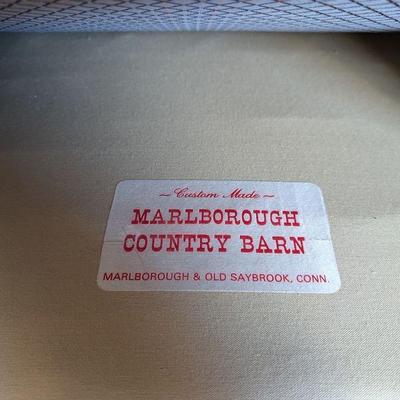 ~ Custom Made ~
MARLBOROUGH
COUNTRY BARN
MARLBOROUGH & OLD SAYBROOK, CONN.